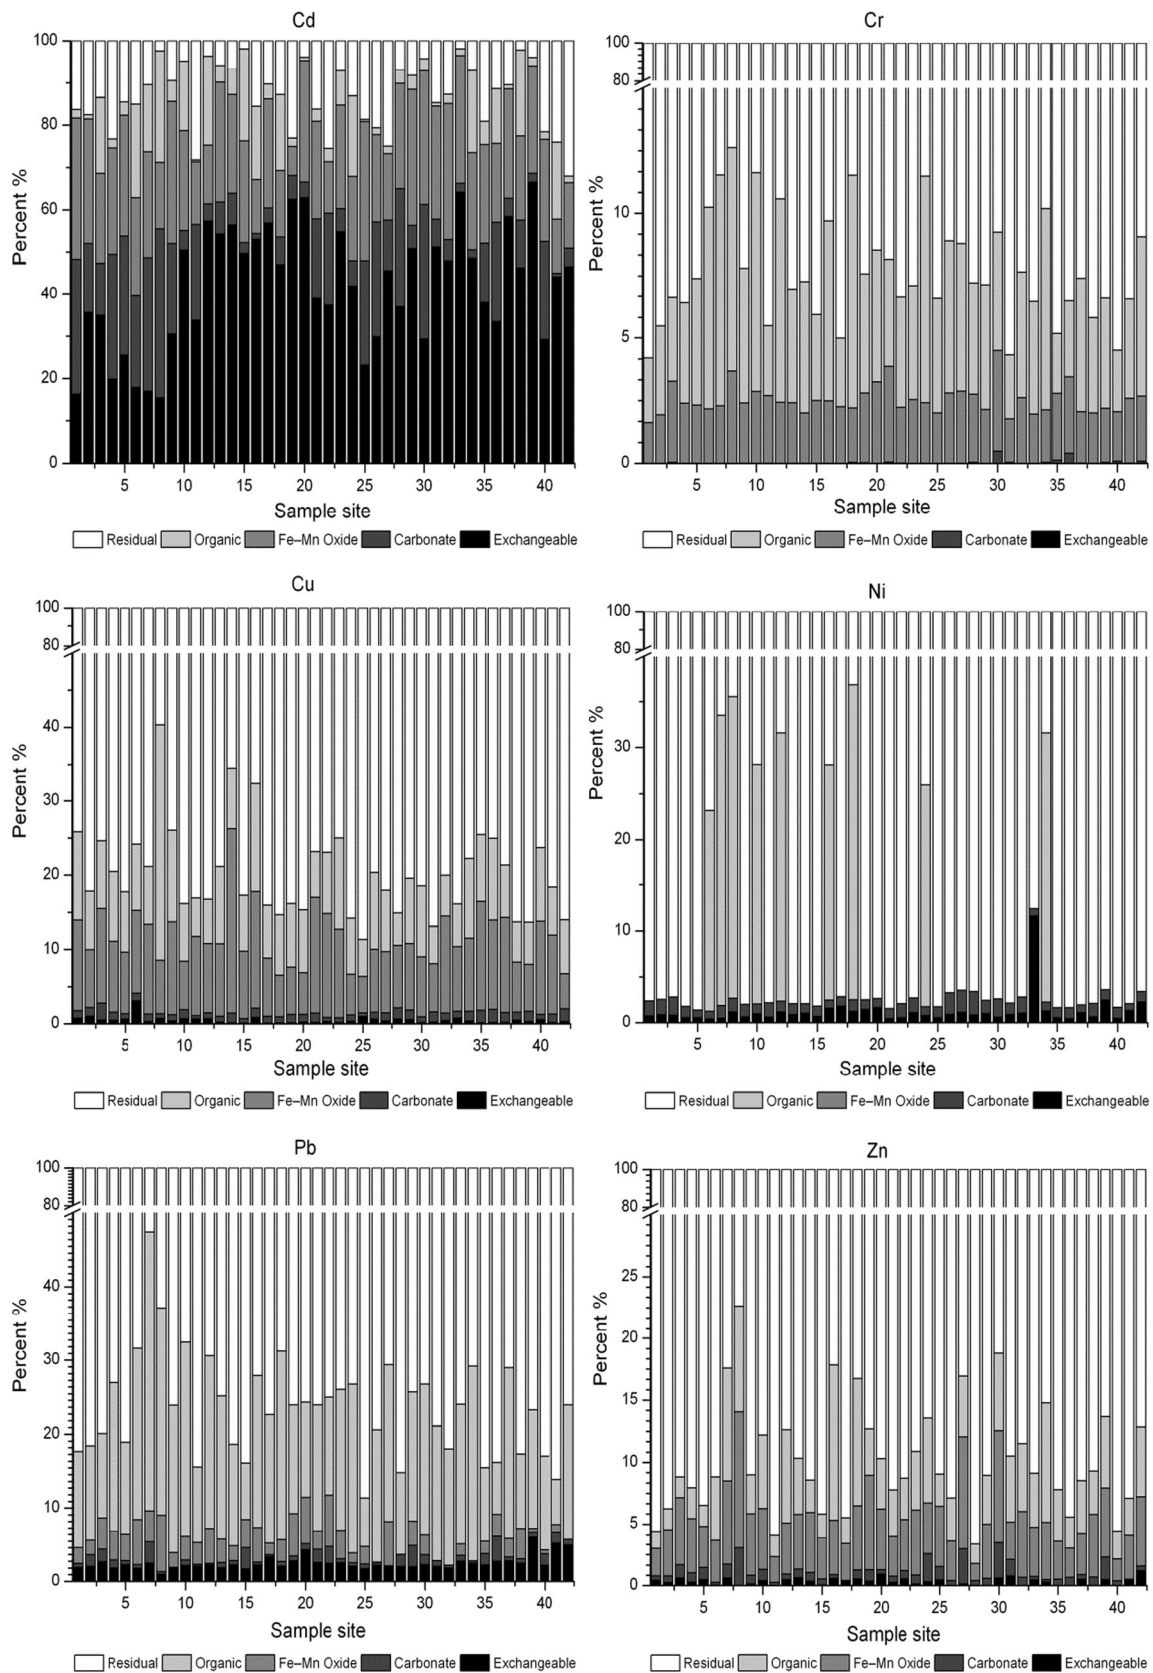 Cd
Percent %
100
80
60
40
20
0
5 10 15 20 25 30 35 40
Sample site
Residual Organic Fe–Mn Oxide Carbonate Exchangeable
Cr
Percent %
100
80
10
5
0
5 10 15 20 25 30 35 40
Sample site
Residual Organic Fe–Mn Oxide Carbonate Exchangeable
Cu
Percent %
100
80
40
30
20
10
0
5 10 15 20 25 30 35 40
Sample site
Residual Organic Fe–Mn Oxide Carbonate Exchangeable
Ni
Percent %
100
80
30
20
10
0
5 10 15 20 25 30 35 40
Sample site
Residual Organic Fe–Mn Oxide Carbonate Exchangeable
Pb
Percent %
100
80
40
30
20
10
0
5 10 15 20 25 30 35 40
Sample site
Residual Organic Fe–Mn Oxide Carbonate Exchangeable
Zn
Percent %
100
80
25
20
15
10
5
0
5 10 15 20 25 30 35 40
Sample site
Residual Organic Fe–Mn Oxide Carbonate Exchangeable